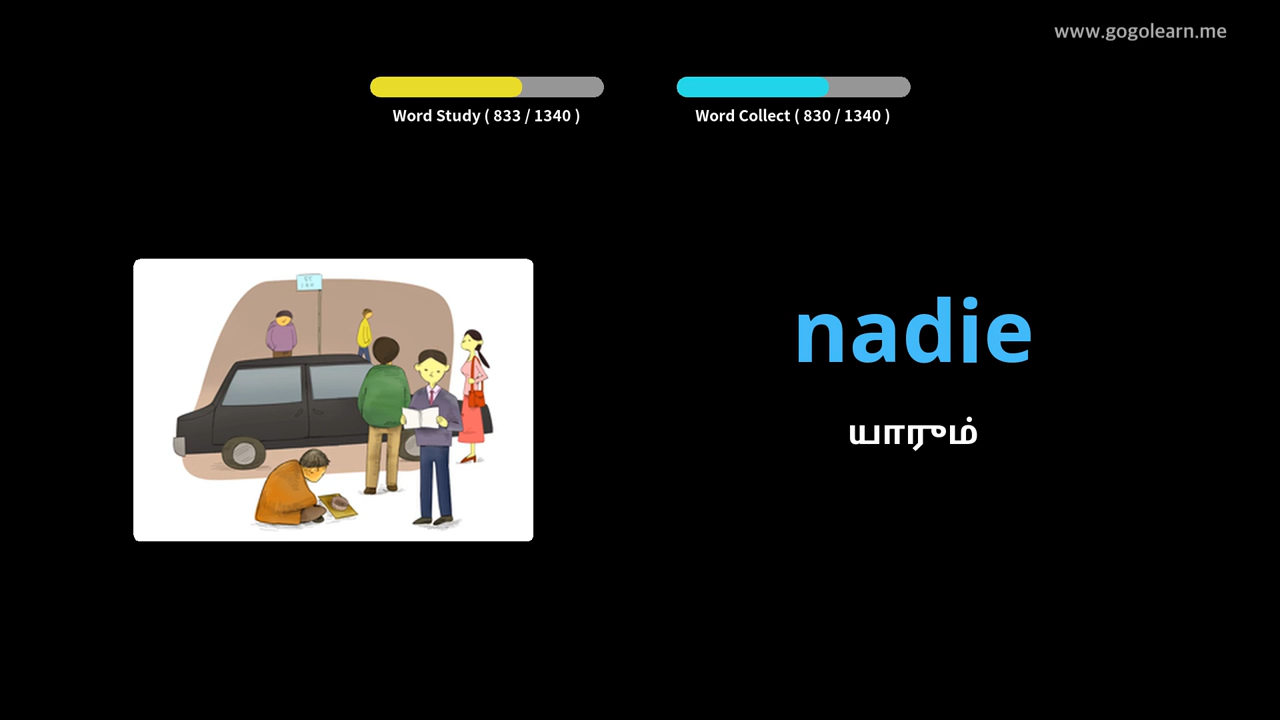 www.gogolearn.me
Word Study ( 833 / 1340 )
Word Collect ( 830 / 1340 )
nadie
யாரும்